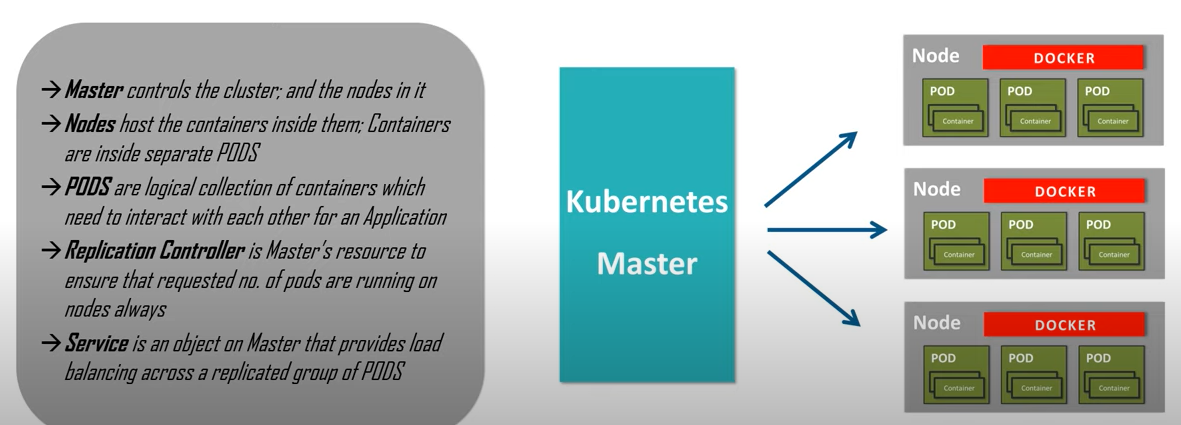 → Master controls the cluster; and the nodes in it
→ Nodes host the containers inside them; Containers
are inside separate PODS
→ PODS are logical collection of containers which
need to interact with each other for an Application
→ Replication Controller is Master's resource to
ensure that requested no. of pods are running on
nodes always
→ Service is an object on Master that provides load
balancing across a replicated group of PODS
Kubernetes
Master
Node DOCKER
POD POD POD
Container Container Container
Node DOCKER
POD POD POD
Container Container Container
Node DOCKER
POD POD POD
Container Container Container